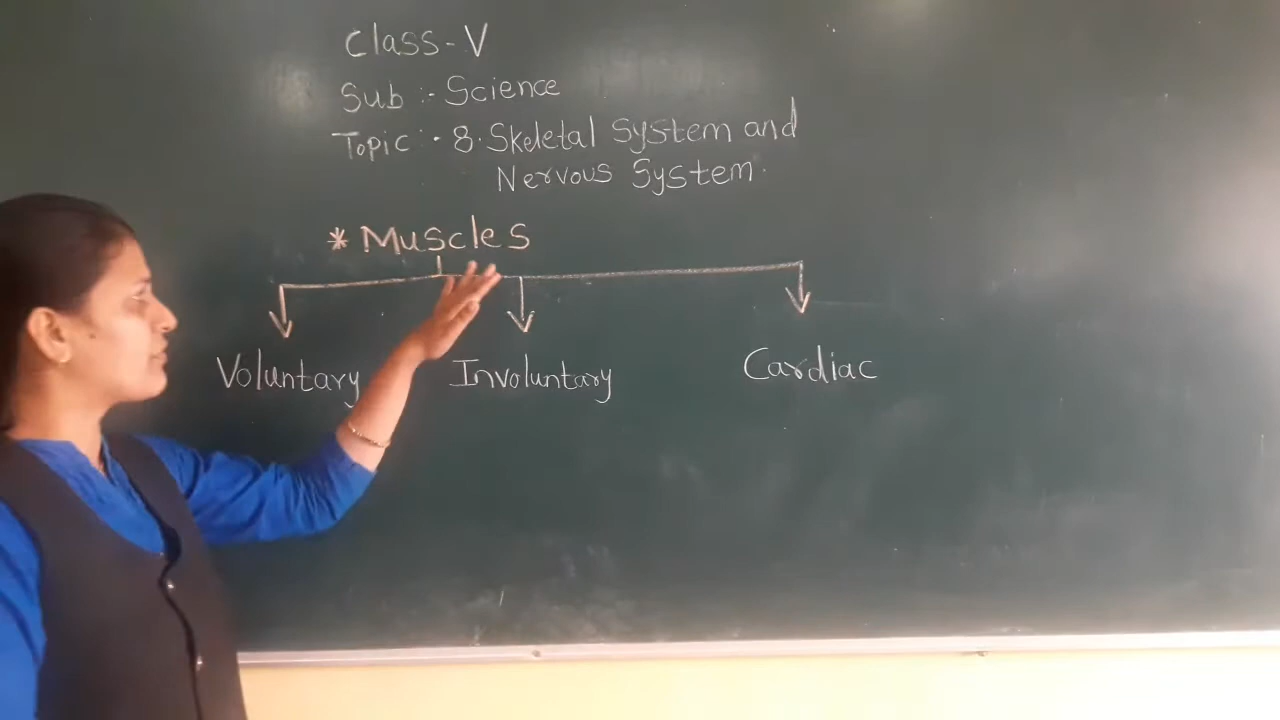 Class-V
Sub :- Science
Topic :- 8. Skeletal System and
Nervous System.
* Muscles
Voluntary Involuntary Cardiac